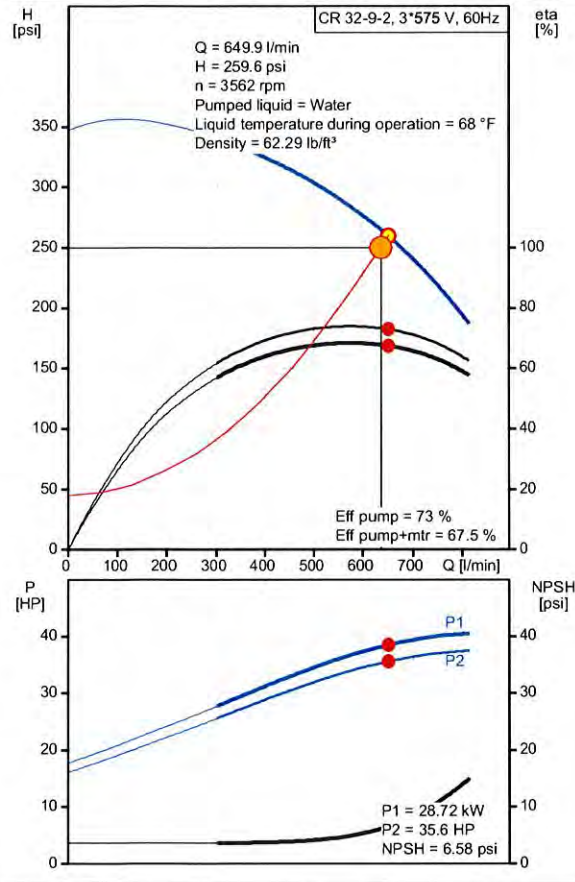 H
[psi]
CR 32-9-2, 3*575 V, 60Hz
eta
[%]
Q = 649.9 l/min
H = 259.6 psi
n = 3562 rpm
Pumped liquid = Water
Liquid temperature during operation = 68 °F
Density = 62.29 lb/ft³
350
300
250
200
150
100
50
0
100
80
60
40
20
0
Eff pump = 73 %
Eff pump+mtr = 67.5 %
0 100 200 300 400 500 600 700 Q [l/min]
P
[HP]
NPSH
[psi]
40
30
20
10
0
P1
P2
40
30
20
10
0
P1 = 28.72 kW
P2 = 35.6 HP
NPSH = 6.58 psi